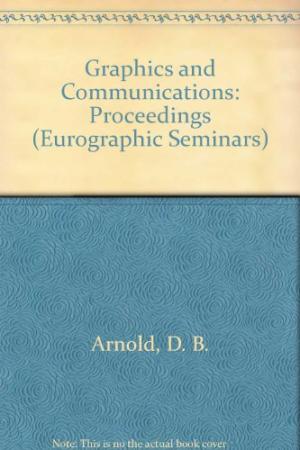 Graphics and
Communications:
Proceedings
(Eurographic Seminars)
Arnold, D. B.
Note: This is no the actual book cover